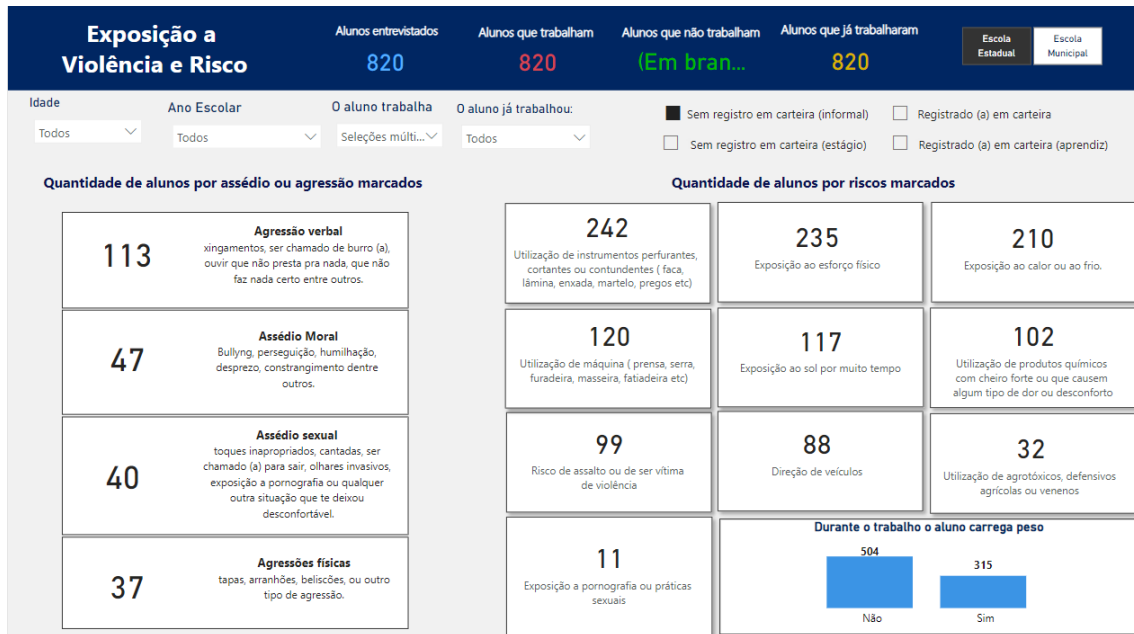 Exposição a
Violência e Risco
Alunos entrevistados
820
Alunos que trabalham
820
Alunos que não trabalham
(Em bran...
Alunos que já trabalharam
820
Escola
Estadual
Escola
Municipal
Idade
Todos
Ano Escolar
Todos
O aluno trabalha
Seleções múlti...
O aluno já trabalhou:
Todos
Sem registro em carteira (informal)
Registrado (a) em carteira
Sem registro em carteira (estágio)
Registrado (a) em carteira (aprendiz)
Quantidade de alunos por assédio ou agressão marcados
113
Agressão verbal
xingamentos, ser chamado de burro (a),
ouvir que não presta pra nada, que não
faz nada certo entre outros.
47
Assédio Moral
Bullyng, perseguição, humilhação,
desprezo, constrangimento dentre
outros.
40
Assédio sexual
toques inapropriados, cantadas, ser
chamado (a) para sair, olhares invasivos,
exposição a pornografia ou qualquer
outra situação que te deixou
desconfortável.
37
Agressões físicas
tapas, arranhões, beliscões, ou outro
tipo de agressão.
Quantidade de alunos por riscos marcados
242
Utilização de instrumentos perfurantes,
cortantes ou contundentes ( faca,
lâmina, enxada, martelo, pregos etc)
235
Exposição ao esforço físico
210
Exposição ao calor ou ao frio.
120
Utilização de máquina ( prensa, serra,
furadeira, masseira, fatiadeira etc)
117
Exposição ao sol por muito tempo
102
Utilização de produtos químicos
com cheiro forte ou que causem
algum tipo de dor ou desconforto
99
Risco de assalto ou de ser vítima
de violência
88
Direção de veículos
32
Utilização de agrotóxicos, defensivos
agrícolas ou venenos
11
Exposição a pornografia ou práticas
sexuais
Durante o trabalho o aluno carrega peso
504
315
Não
Sim